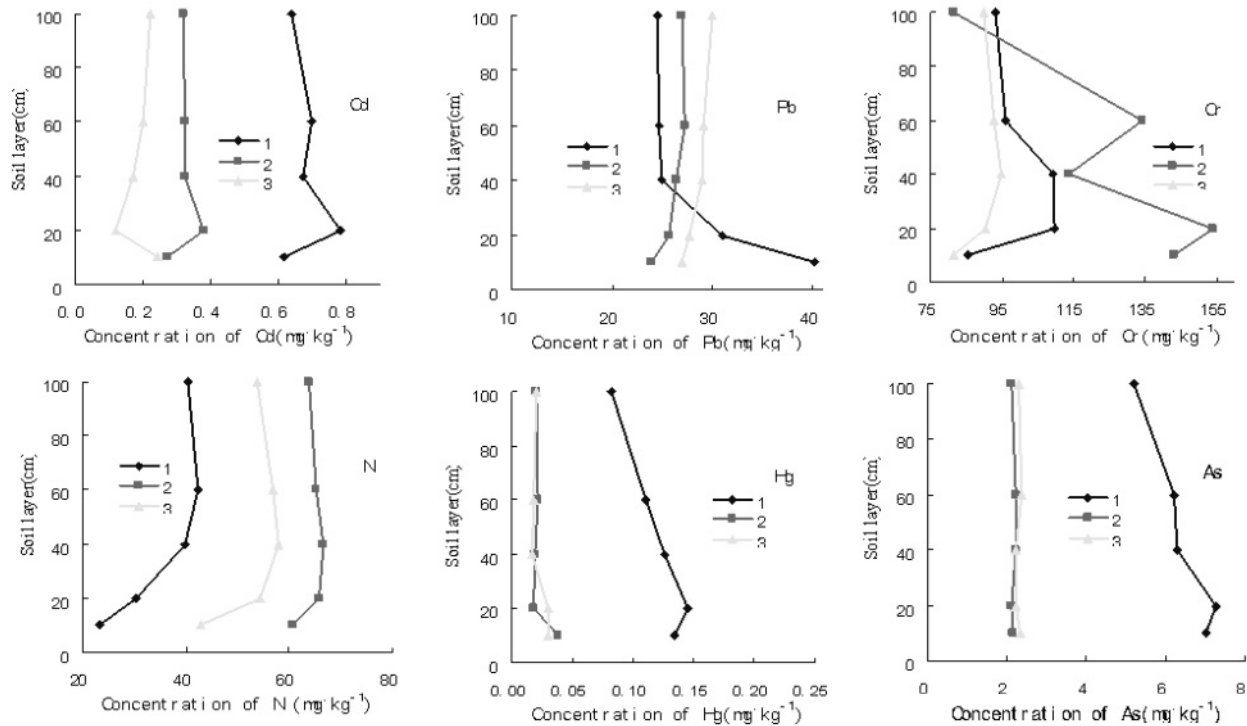 100
80
60
40
20
0
Soil layer(cm)
Cd
1
2
3
0.0 0.2 0.4 0.6 0.8
Concentration of Cd(mg·kg⁻¹)
100
80
60
40
20
0
Soil layer(cm)
Pb
1
2
3
10 20 30 40
Concentration of Pb(mg·kg⁻¹)
100
80
60
40
20
0
Soil layer(cm)
Cr
1
2
3
75 95 115 135 155
Concentration of Cr(mg·kg⁻¹)
100
80
60
40
20
0
Soil layer(cm)
N
1
2
3
20 40 60 80
Concentration of N(mg·kg⁻¹)
100
80
60
40
20
0
Soil layer(cm)
Hg
1
2
3
0.00 0.05 0.10 0.15 0.20 0.25
Concentration of Hg(mg·kg⁻¹)
100
80
60
40
20
0
Soil layer(cm)
As
1
2
3
0 2 4 6 8
Concentration of As(mg·kg⁻¹)